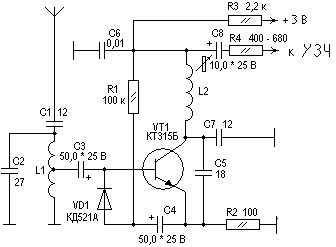 R3 2,2 к
+ 3 В
C6
0,01
C8
R4 400 - 680
к УЗЧ
10,0 * 25 В
R1
100 к
L2
C1 12
VT1
КТ315Б
C7 12
C3
50,0 * 25 В
C2
27
L1
C5
18
VD1
КД521А
C4
50,0 * 25 В
R2 100